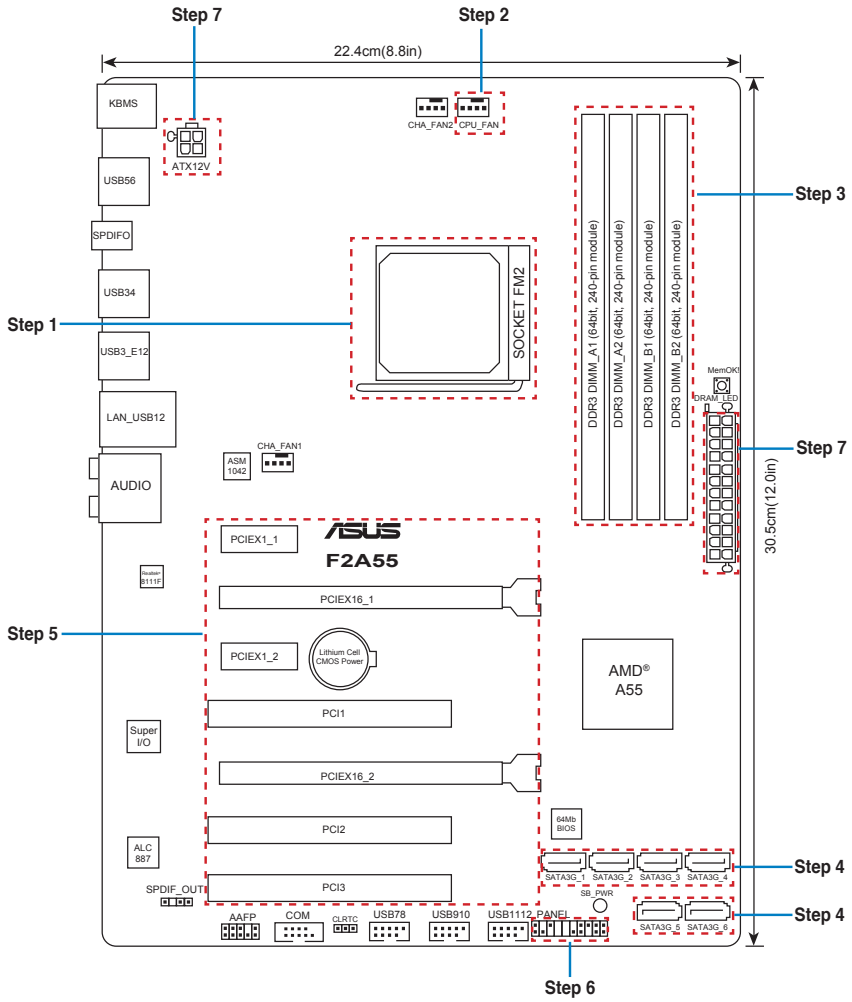 Step 7
Step 2
22.4cm(8.8in)
KBMS
CHA_FAN2
CPU_FAN
ATX12V
USB56
Step 3
SPDIFO
DDR3 DIMM_A1 (64bit, 240-pin module)
DDR3 DIMM_A2 (64bit, 240-pin module)
DDR3 DIMM_B1 (64bit, 240-pin module)
DDR3 DIMM_B2 (64bit, 240-pin module)
SOCKET FM2
USB34
Step 1
USB3_E12
MemOK!
DRAM_LED
LAN_USB12
CHA_FAN1
Step 7
ASM
1042
AUDIO
30.5cm(12.0in)
PCIEX1_1
ASUS
F2A55
Realtek®
8111F
PCIEX16_1
Step 5
PCIEX1_2
Lithium Cell
CMOS Power
AMD®
A55
PCI1
Super
I/O
PCIEX16_2
64Mb
BIOS
PCI2
ALC
887
SATA3G_1
SATA3G_2
SATA3G_3
SATA3G_4
Step 4
PCI3
SPDIF_OUT
SB_PWR
AAFP
COM
CLRTC
USB78
USB910
USB1112
PANEL
SATA3G_5
SATA3G_6
Step 4
Step 6